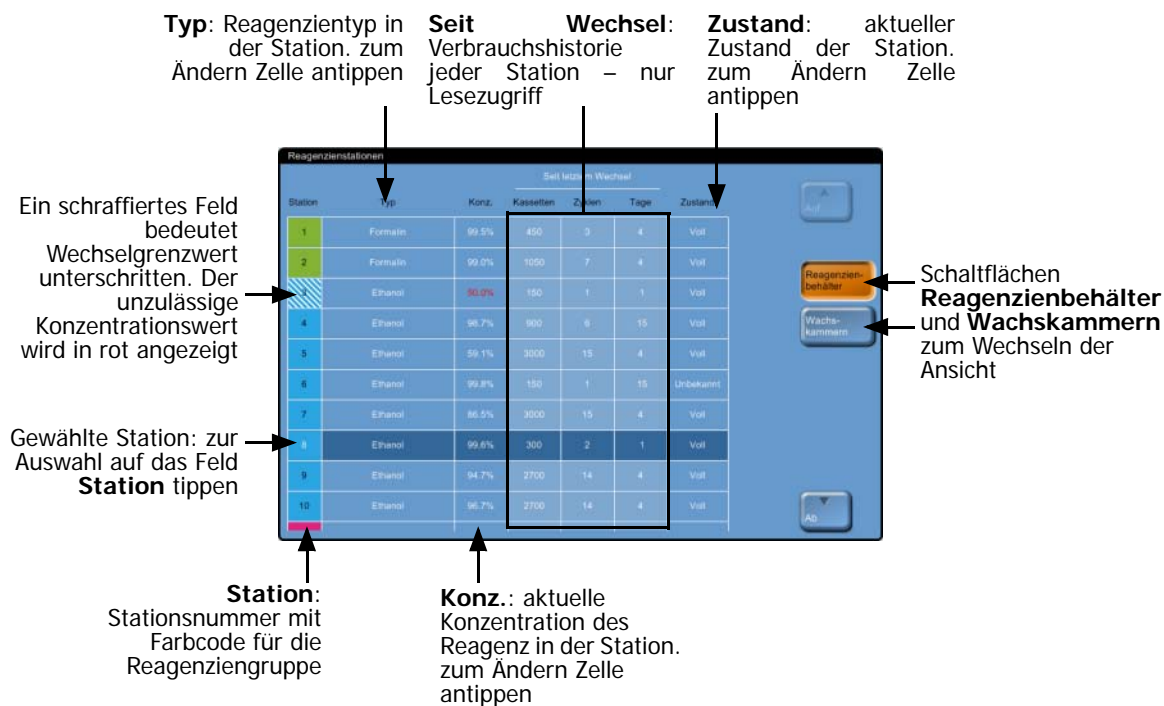 Typ: Reagenzientyp in
der Station. zum
Ändern Zelle antippen
Seit Wechsel:
Verbrauchshistorie
jeder Station – nur
Lesezugriff
Zustand: aktueller
Zustand der Station.
zum Ändern Zelle
antippen
Ein schraffiertes Feld
bedeutet
Wechselgrenzwert
unterschritten. Der
unzulässige
Konzentrationswert
wird in rot angezeigt
Gewählte Station: zur
Auswahl auf das Feld
Station tippen
Reagenzienstationen
Seit letztem Wechsel
Station Typ Konz. Kassetten Zyklen Tage Zustand
1 Formalin 99.5% 450 3 4 Voll
2 Formalin 99.0% 1050 7 4 Voll
3 Ethanol 50.0% 150 1 1 Voll
4 Ethanol 98.7% 900 6 15 Voll
5 Ethanol 59.1% 3000 15 4 Voll
6 Ethanol 99.8% 150 1 15 Unbekannt
7 Ethanol 86.5% 3000 15 4 Voll
8 Ethanol 99.6% 300 2 1 Voll
9 Ethanol 94.7% 2700 14 4 Voll
10 Ethanol 96.7% 2700 14 4 Voll
Auf
Reagenzien-
behälter
Wachs-
kammern
Ab
Schaltflächen
Reagenzienbehälter
und Wachskammern
zum Wechseln der
Ansicht
Station:
Stationsnummer mit
Farbcode für die
Reagenziengruppe
Konz.: aktuelle
Konzentration des
Reagenz in der Station.
zum Ändern Zelle
antippen